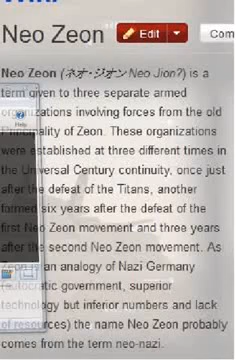 Neo Zeon Edit Com
Neo Zeon (ネオ・ジオン Neo Jion?) is a
term given to three separate armed
organizations involving forces from the old
Principality of Zeon. These organizations
were established at three different times in
the Universal Century continuity, once just
after the defeat of the Titans, another
formed six years after the defeat of the
first Neo Zeon movement and three years
after the second Neo Zeon movement. As
Zeon is an analogy of Nazi Germany
(autocratic government, superior
technology but inferior numbers and lack
of resources) the name Neo Zeon probably
comes from the term neo-nazi.
Help